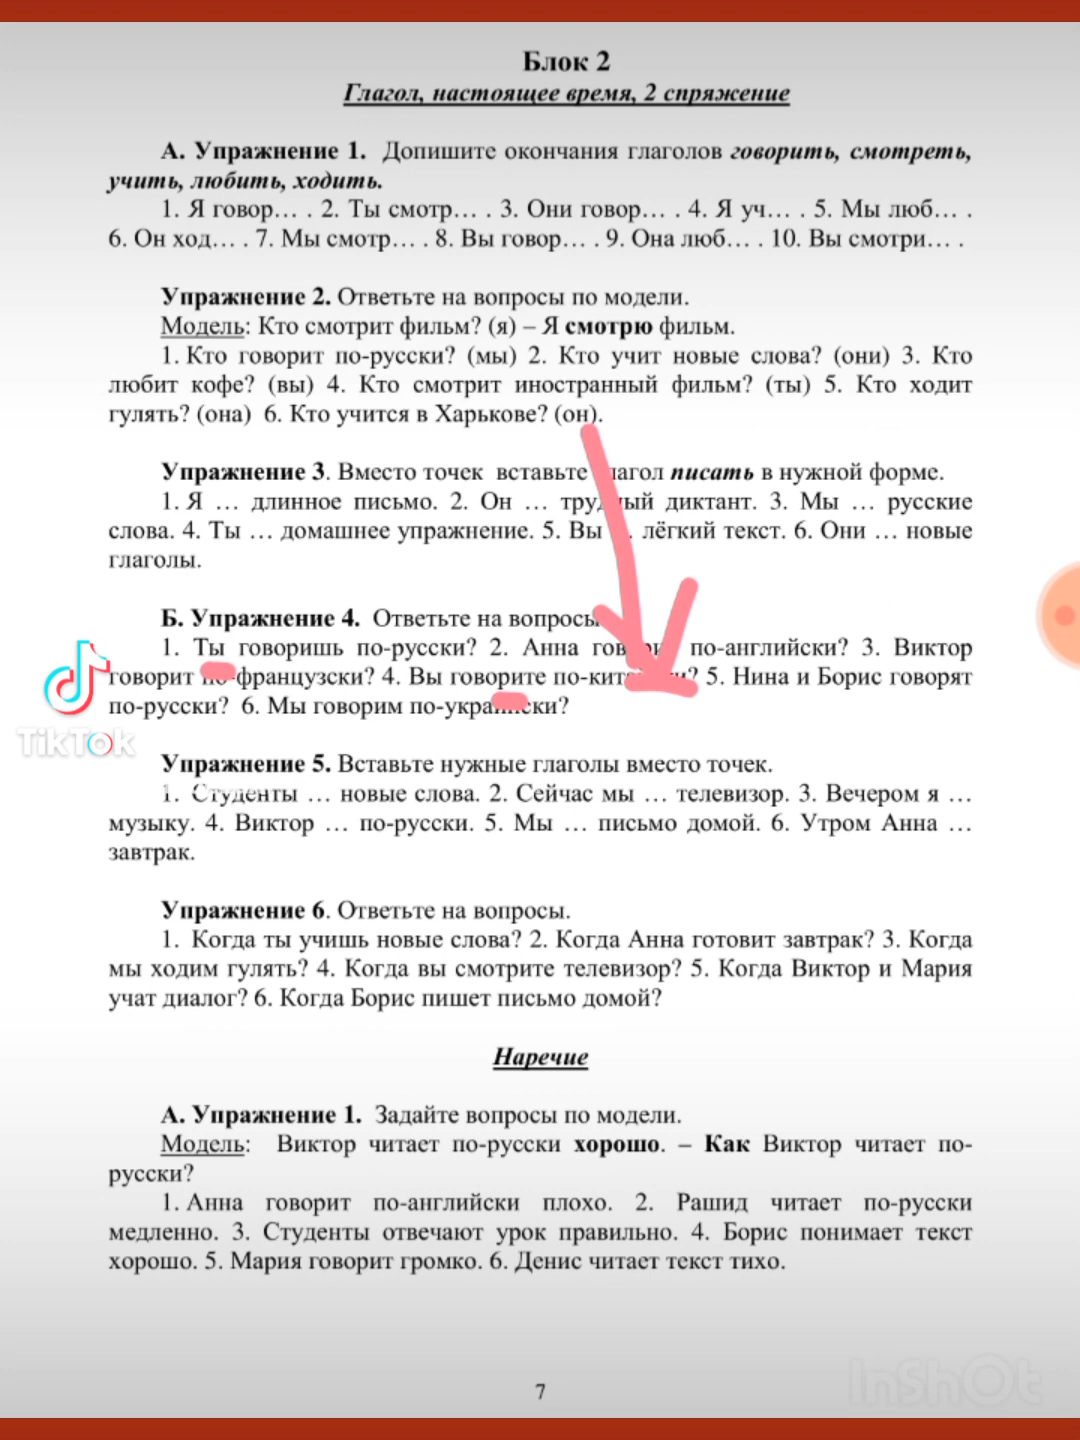 Блок 2
Глагол, настоящее время, 2 спряжение
А. Упражнение 1. Допишите окончания глаголов говорить, смотреть,
учить, любить, ходить.
1. Я говор… . 2. Ты смотр… . 3. Они говор… . 4. Я уч… . 5. Мы люб… .
6. Он ход… . 7. Мы смотр… . 8. Вы говор… . 9. Она люб… . 10. Вы смотри… .
Упражнение 2. Ответьте на вопросы по модели.
Модель: Кто смотрит фильм? (я) – Я смотрю фильм.
1. Кто говорит по-русски? (мы) 2. Кто учит новые слова? (они) 3. Кто
любит кофе? (вы) 4. Кто смотрит иностранный фильм? (ты) 5. Кто ходит
гулять? (она) 6. Кто учится в Харькове? (он).
Упражнение 3. Вместо точек вставьте глагол писать в нужной форме.
1. Я … длинное письмо. 2. Он … трудный диктант. 3. Мы … русские
слова. 4. Ты … домашнее упражнение. 5. Вы … лёгкий текст. 6. Они … новые
глаголы.
Б. Упражнение 4. Ответьте на вопросы
1. Ты говоришь по-русски? 2. Анна говорит по-английски? 3. Виктор
говорит по-французски? 4. Вы говорите по-китайски? 5. Нина и Борис говорят
по-русски? 6. Мы говорим по-украински?
TikTok
Упражнение 5. Вставьте нужные глаголы вместо точек.
1. Студенты … новые слова. 2. Сейчас мы … телевизор. 3. Вечером я …
музыку. 4. Виктор … по-русски. 5. Мы … письмо домой. 6. Утром Анна …
завтрак.
Упражнение 6. Ответьте на вопросы.
1. Когда ты учишь новые слова? 2. Когда Анна готовит завтрак? 3. Когда
мы ходим гулять? 4. Когда вы смотрите телевизор? 5. Когда Виктор и Мария
учат диалог? 6. Когда Борис пишет письмо домой?
Наречие
А. Упражнение 1. Задайте вопросы по модели.
Модель: Виктор читает по-русски хорошо. – Как Виктор читает по-
русски?
1. Анна говорит по-английски плохо. 2. Рашид читает по-русски
медленно. 3. Студенты отвечают урок правильно. 4. Борис понимает текст
хорошо. 5. Мария говорит громко. 6. Денис читает текст тихо.
7
InShOt